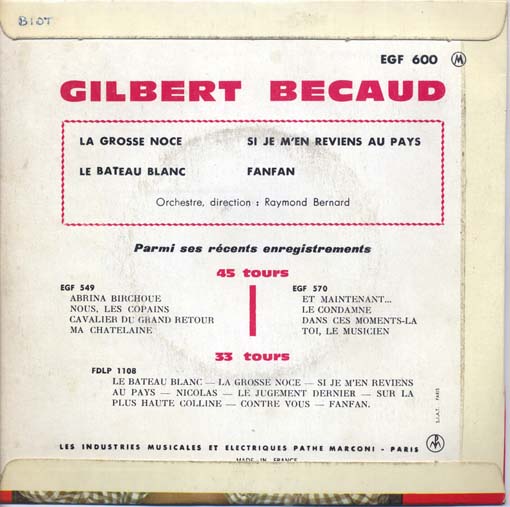 BIOT
EGF 600 M
GILBERT BECAUD
LA GROSSE NOCE SI JE M'EN REVIENS AU PAYS
LE BATEAU BLANC FANFAN
Orchestre, direction : Raymond Bernard
Parmi ses récents enregistrements
45 tours
EGF 549
ABRINA BIRCHOUE
NOUS, LES COPAINS
CAVALIER DU GRAND RETOUR
MA CHATELAINE
EGF 570
ET MAINTENANT...
LE CONDAMNE
DANS CES MOMENTS-LA
TOI, LE MUSICIEN
33 tours
FDLP 1108
LE BATEAU BLANC — LA GROSSE NOCE — SI JE M'EN REVIENS
AU PAYS — NICOLAS — LE JUGEMENT DERNIER — SUR LA
PLUS HAUTE COLLINE — CONTRE VOUS — FANFAN.
S.I.A.T. PARIS
LES INDUSTRIES MUSICALES ET ELECTRIQUES PATHE MARCONI - PARIS
MADE IN FRANCE